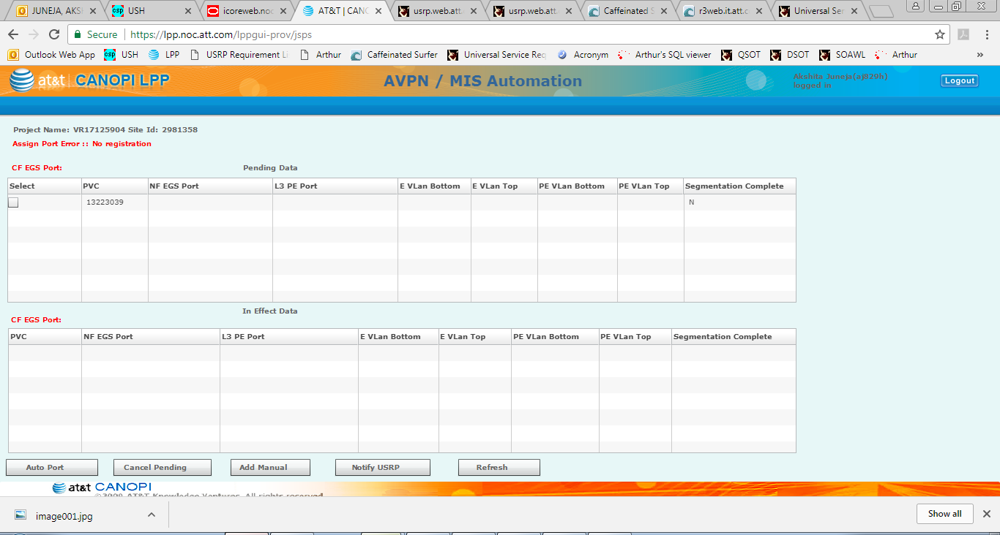 JUNEJA, AKSH USH icoreweb.noc AT&T | CANO usrp.web.att. usrp.web.att. Caffeinated S r3web.it.att.c Universal Ser
Secure https://lpp.noc.att.com/lppgui-prov/jsps
Outlook Web App USH LPP USRP Requirement Li Arthur Caffeinated Surfer Universal Service Req Acronym Arthur's SQL viewer QSOT DSOT SOAWL Arthur »
at&t CANOPI LPP AVPN / MIS Automation Akshita Juneja(aj829h) Logout
logged in
Project Name: VR17125904 Site Id: 2981358
Assign Port Error :: No registration
CF EGS Port: Pending Data
Select PVC NF EGS Port L3 PE Port E VLan Bottom E VLan Top PE VLan Bottom PE VLan Top Segmentation Complete
13223039 N
In Effect Data
CF EGS Port:
PVC NF EGS Port L3 PE Port E VLan Bottom E VLan Top PE VLan Bottom PE VLan Top Segmentation Complete
Auto Port Cancel Pending Add Manual Notify USRP Refresh
at&t CANOPI
©2009 AT&T Knowledge Ventures. All rights reserved
image001.jpg Show all